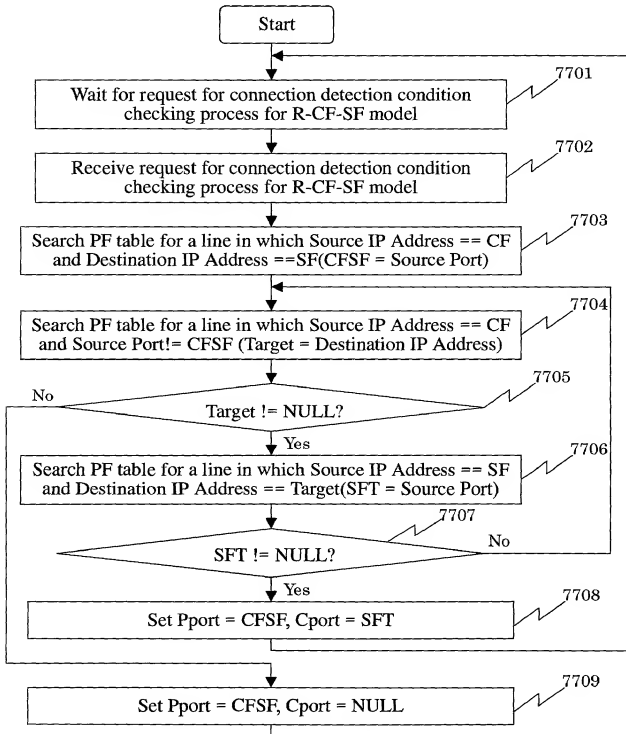 Start
7701
Wait for request for connection detection condition
checking process for R-CF-SF model
7702
Receive request for connection detection condition
checking process for R-CF-SF model
7703
Search PF table for a line in which Source IP Address == CF
and Destination IP Address ==SF(CFSF = Source Port)
7704
Search PF table for a line in which Source IP Address == CF
and Source Port!= CFSF (Target = Destination IP Address)
7705
No
Target != NULL?
Yes
7706
Search PF table for a line in which Source IP Address == SF
and Destination IP Address == Target(SFT = Source Port)
7707
SFT != NULL?
No
Yes
7708
Set Pport = CFSF, Cport = SFT
7709
Set Pport = CFSF, Cport = NULL